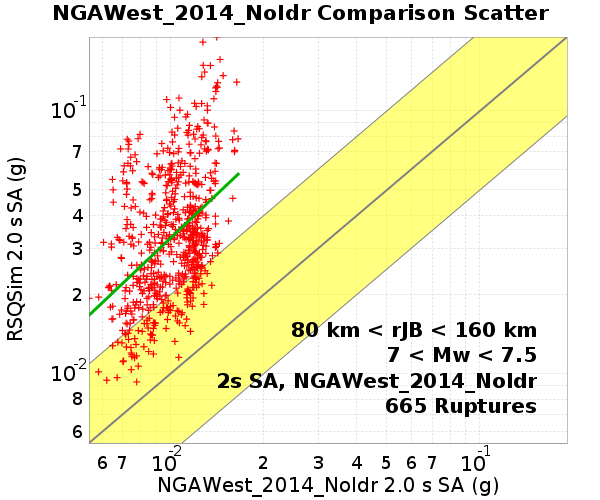 NGAWest_2014_NoIdr Comparison Scatter
RSQSim 2.0 s SA (g)
10-1
7
5
4
3
2
10-2
8
6
80 km < rJB < 160 km
7 < Mw < 7.5
2s SA, NGAWest_2014_NoIdr
665 Ruptures
6 7 10-2 2 3 4 5 6 7 10-1
NGAWest_2014_NoIdr 2.0 s SA (g)